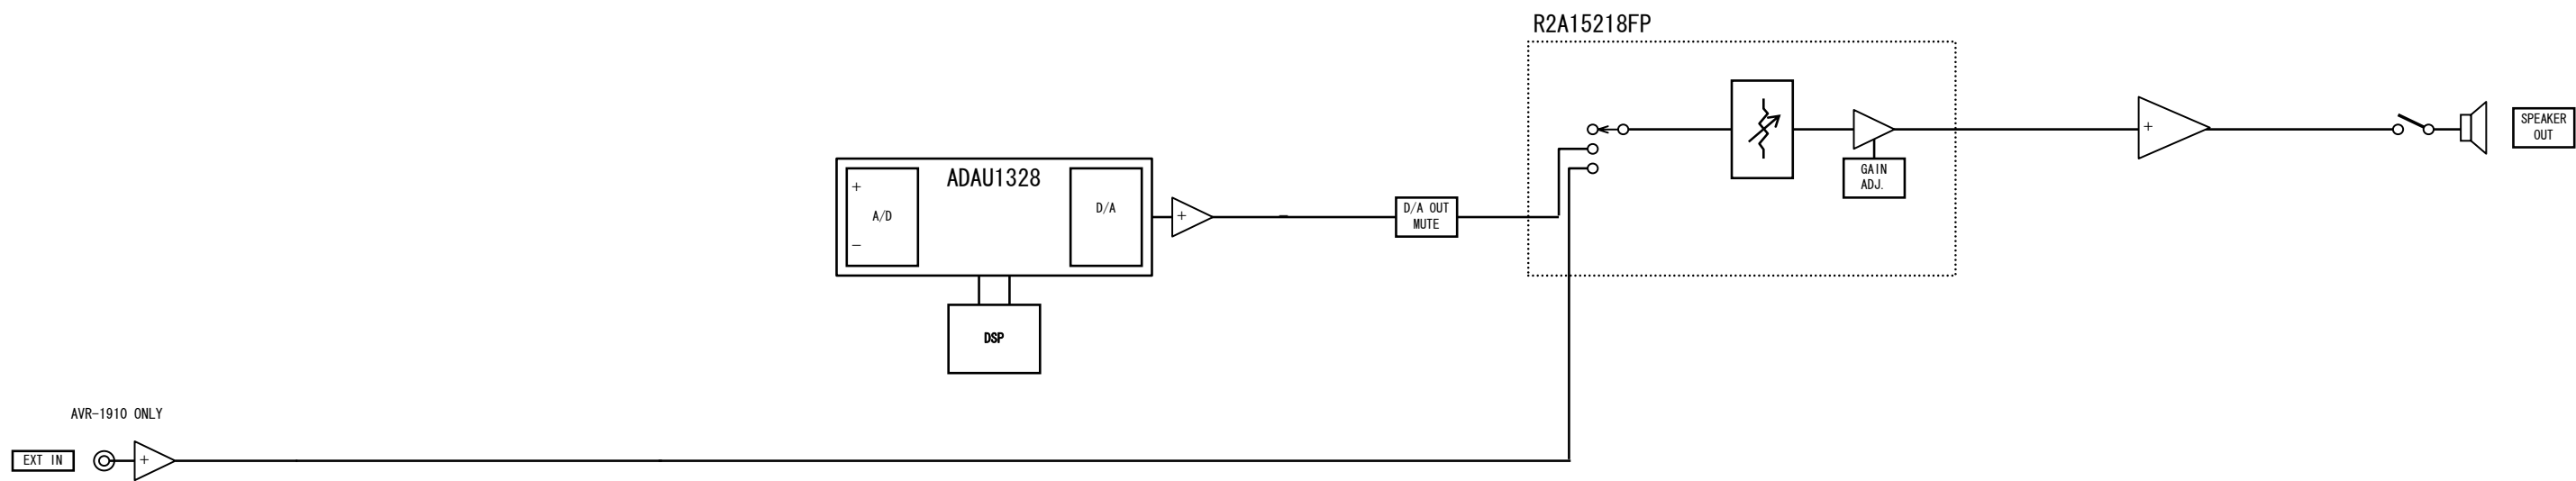 R2A15218FP
SPEAKER
OUT
ADAU1328
+
A/D
−
D/A
+
D/A OUT
MUTE
GAIN
ADJ.
+
DSP
AVR-1910 ONLY
EXT IN
+